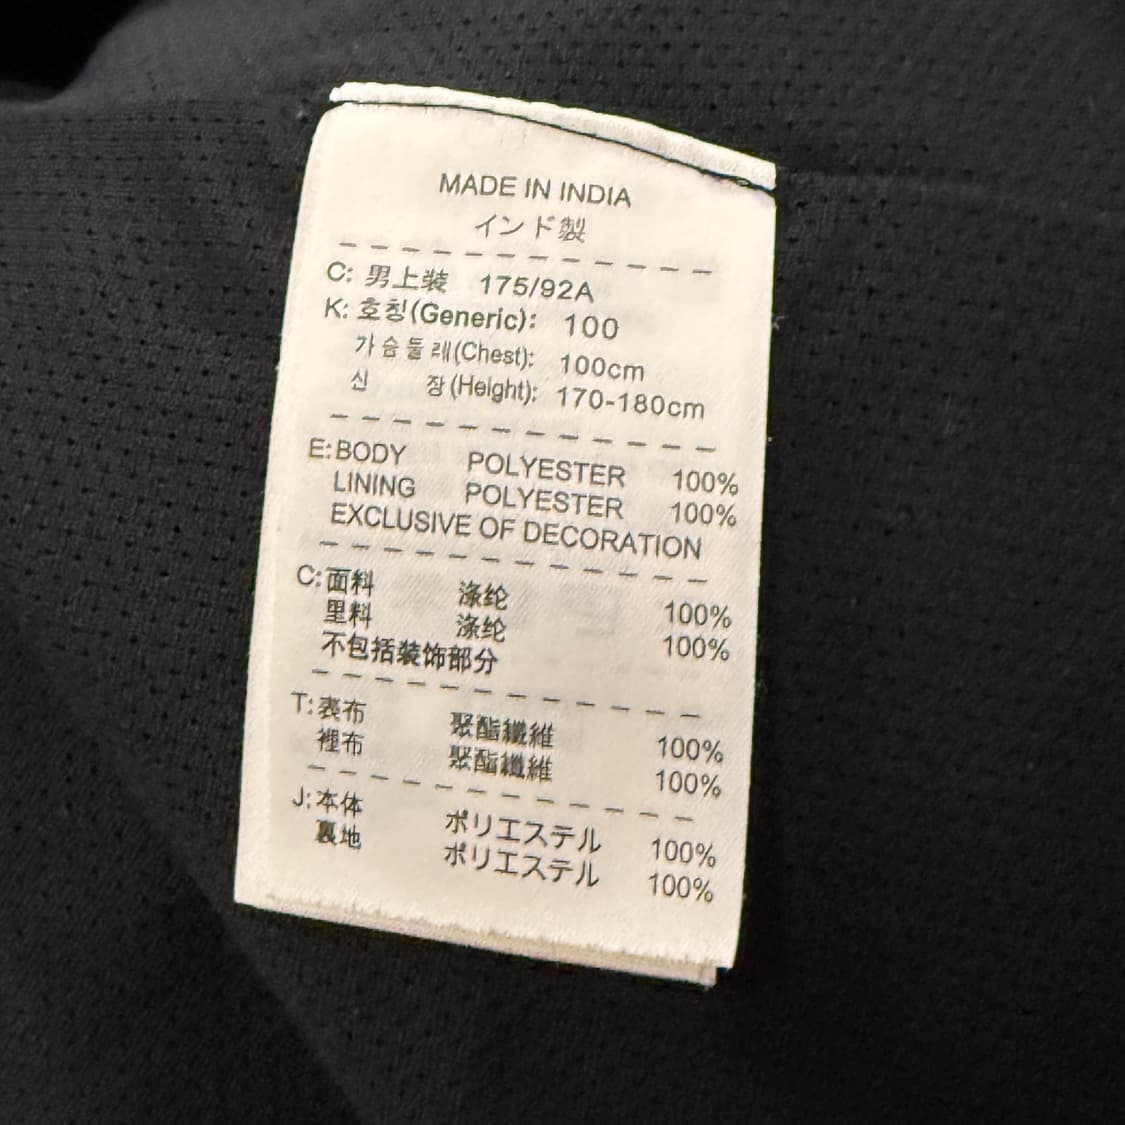 MADE IN INDIA
インド製
C: 男上装 175/92A
K: 호칭(Generic): 100
가슴둘레(Chest): 100cm
신 장(Height): 170-180cm
E: BODY POLYESTER 100%
LINING POLYESTER 100%
EXCLUSIVE OF DECORATION
C: 面料 涤纶 100%
里料 涤纶 100%
不包括装饰部分
T: 表布 聚酯纖維 100%
裡布 聚酯纖維 100%
J: 本体 ポリエステル 100%
裏地 ポリエステル 100%